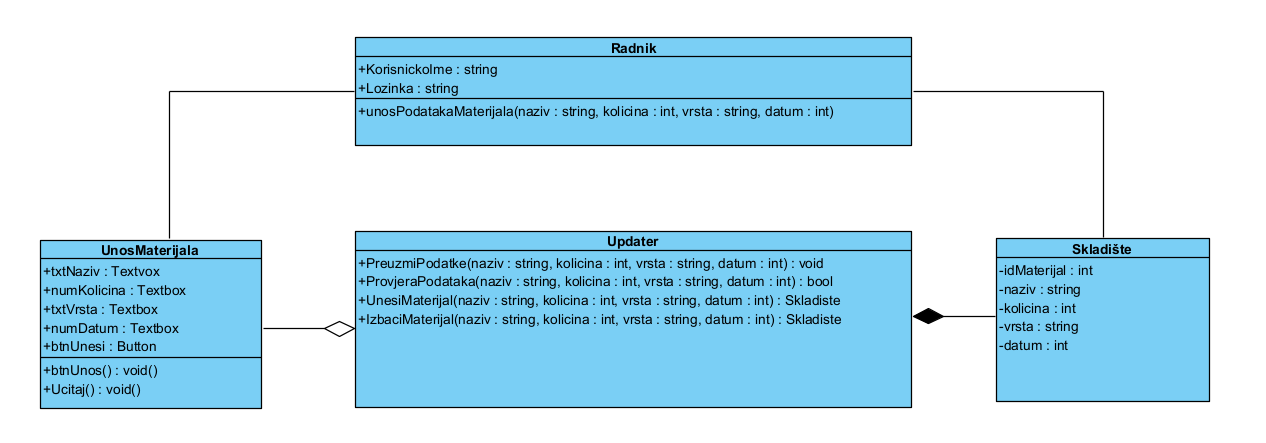 Radnik
+KorisnickoIme : string
+Lozinka : string
+unosPodatakaMaterijala(naziv : string, kolicina : int, vrsta : string, datum : int)
UnosMaterijala
+txtNaziv : Textvox
+numKolicina : Textbox
+txtVrsta : Textbox
+numDatum : Textbox
+btnUnesi : Button
+btnUnos() : void()
+Ucitaj() : void()
Updater
+PreuzmiPodatke(naziv : string, kolicina : int, vrsta : string, datum : int) : void
+ProvjeraPodataka(naziv : string, kolicina : int, vrsta : string, datum : int) : bool
+UnesiMaterijal(naziv : string, kolicina : int, vrsta : string, datum : int) : Skladiste
+IzbaciMaterijal(naziv : string, kolicina : int, vrsta : string, datum : int) : Skladiste
Skladište
-idMaterijal : int
-naziv : string
-kolicina : int
-vrsta : string
-datum : int